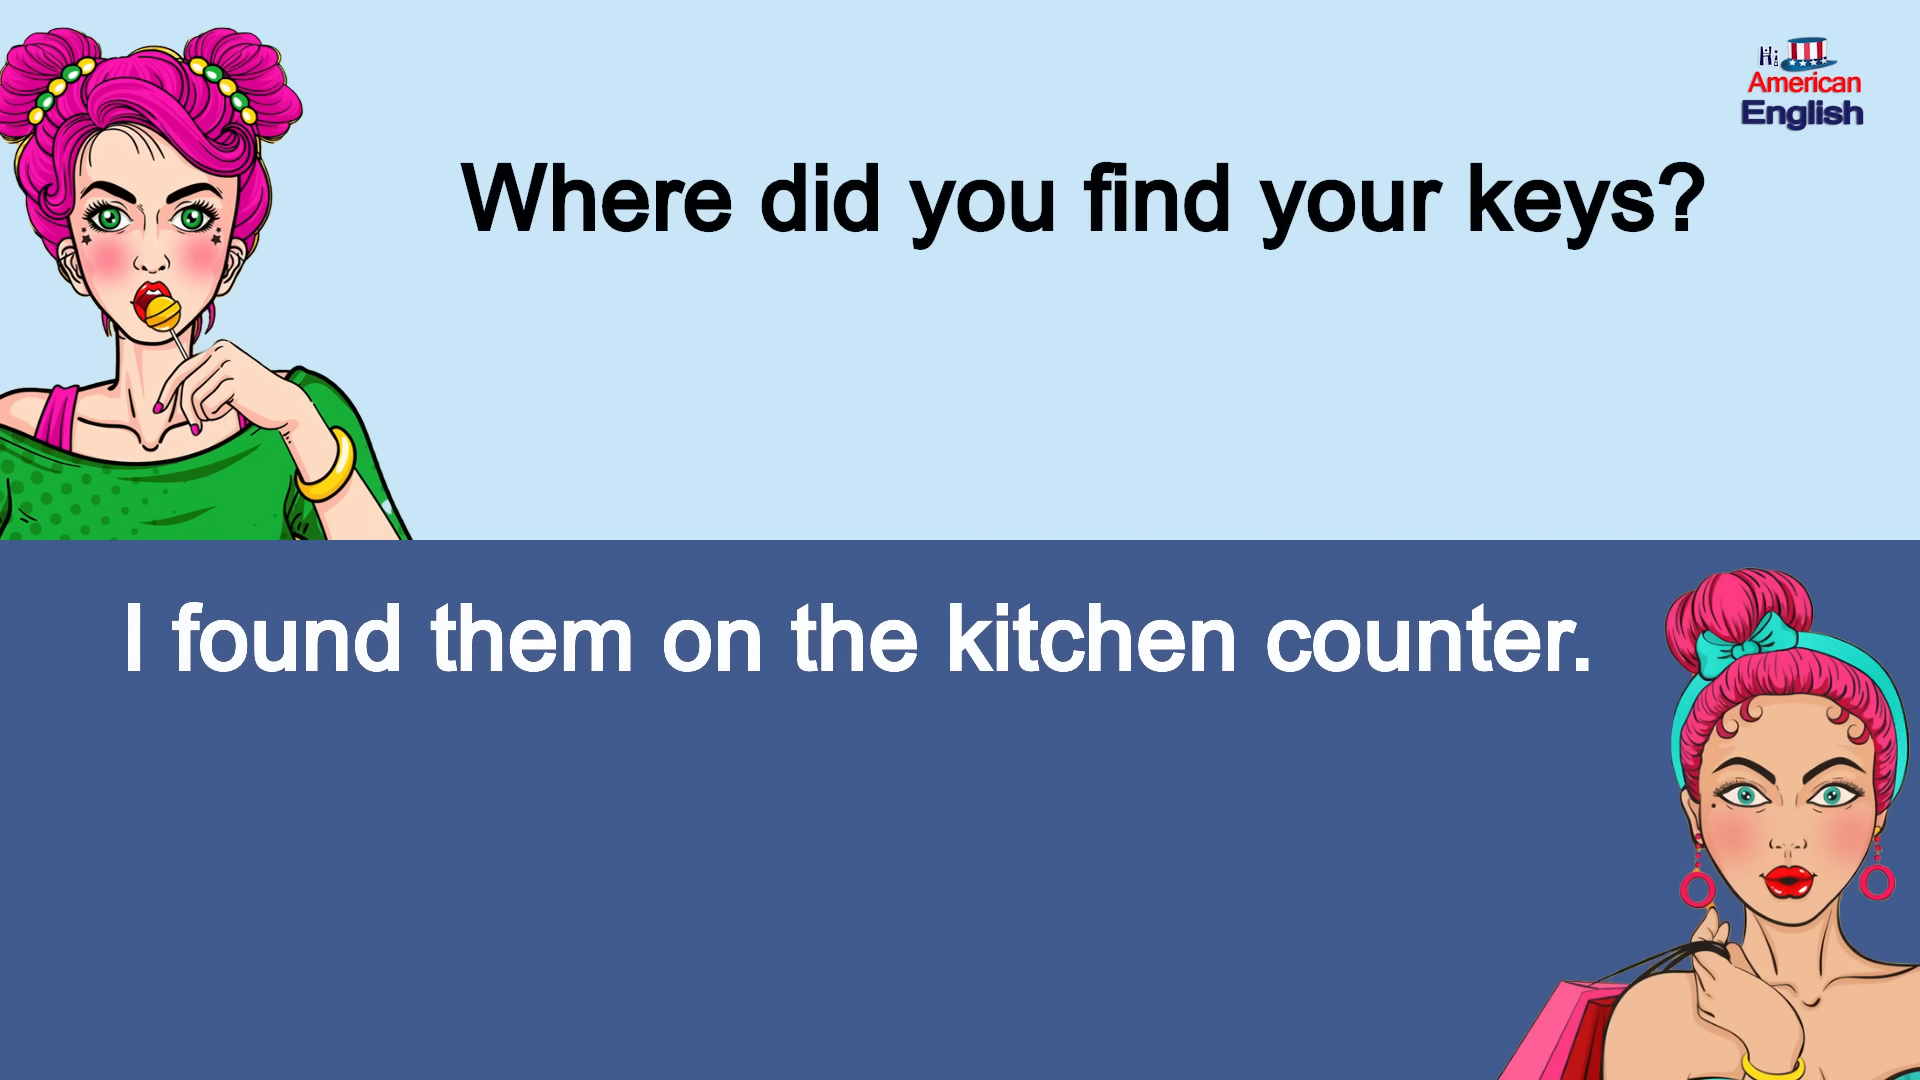 Hi
American
English
Where did you find your keys?
I found them on the kitchen counter.